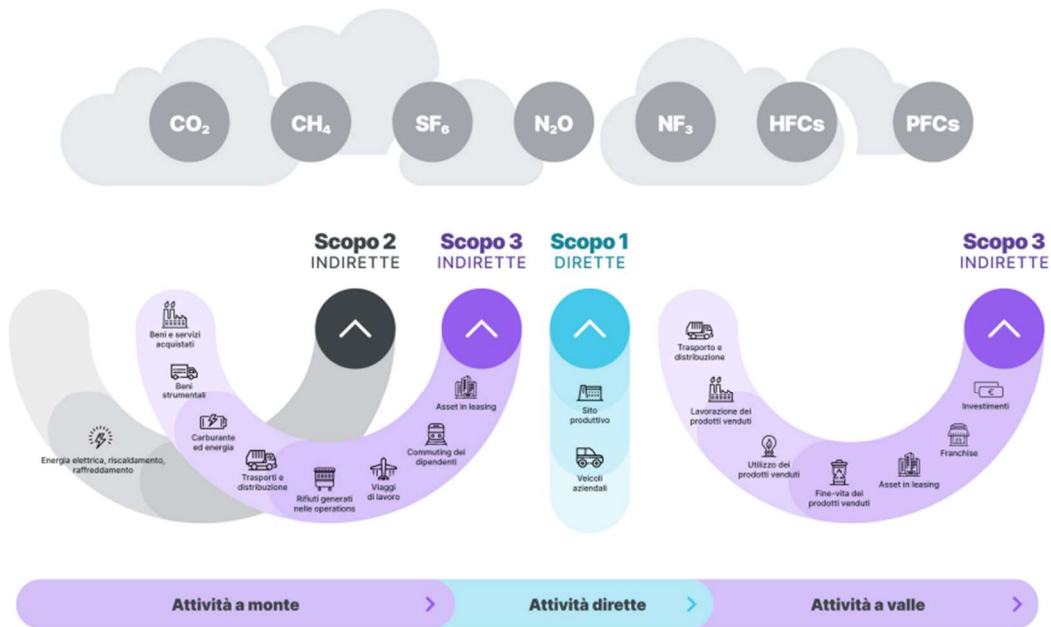 CO₂
CH₄
SF₆
N₂O
NF₃
HFCs
PFCs
Scopo 2
INDIRETTE
Scopo 3
INDIRETTE
Scopo 1
DIRETTE
Scopo 3
INDIRETTE
Energia elettrica, riscaldamento,
raffreddamento
Beni e servizi
acquistati
Beni
strumentali
Carburante
ed energia
Trasporti e
distribuzione
Rifiuti generati
nelle operations
Viaggi
di lavoro
Commuting dei
dipendenti
Asset in leasing
Sito
produttivo
Veicoli
aziendali
Trasporto e
distribuzione
Lavorazione dei
prodotti venduti
Utilizzo dei
prodotti venduti
Fine-vita dei
prodotti venduti
Asset in leasing
Franchise
Investimenti
Attività a monte
Attività dirette
Attività a valle